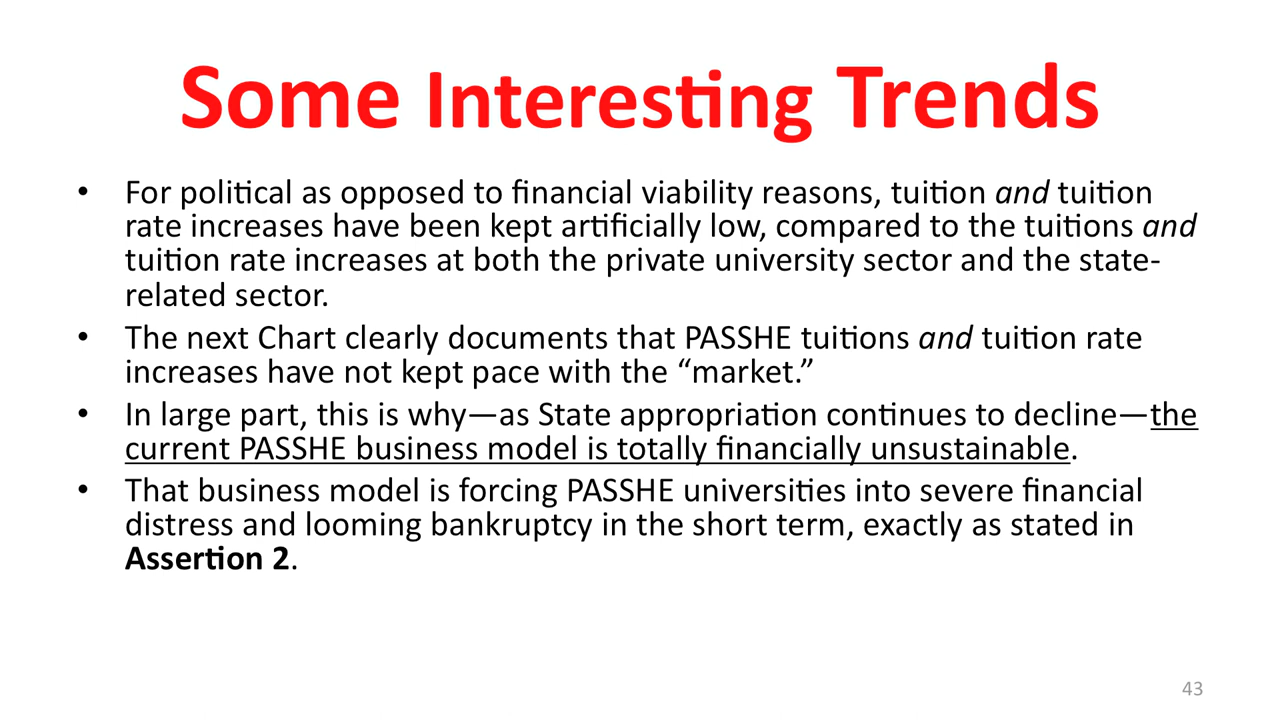 Some Interesting Trends
• For political as opposed to financial viability reasons, tuition and tuition
rate increases have been kept artificially low, compared to the tuitions and
tuition rate increases at both the private university sector and the state-
related sector.
• The next Chart clearly documents that PASSHE tuitions and tuition rate
increases have not kept pace with the “market.”
• In large part, this is why—as State appropriation continues to decline—the
current PASSHE business model is totally financially unsustainable.
• That business model is forcing PASSHE universities into severe financial
distress and looming bankruptcy in the short term, exactly as stated in
Assertion 2.
43